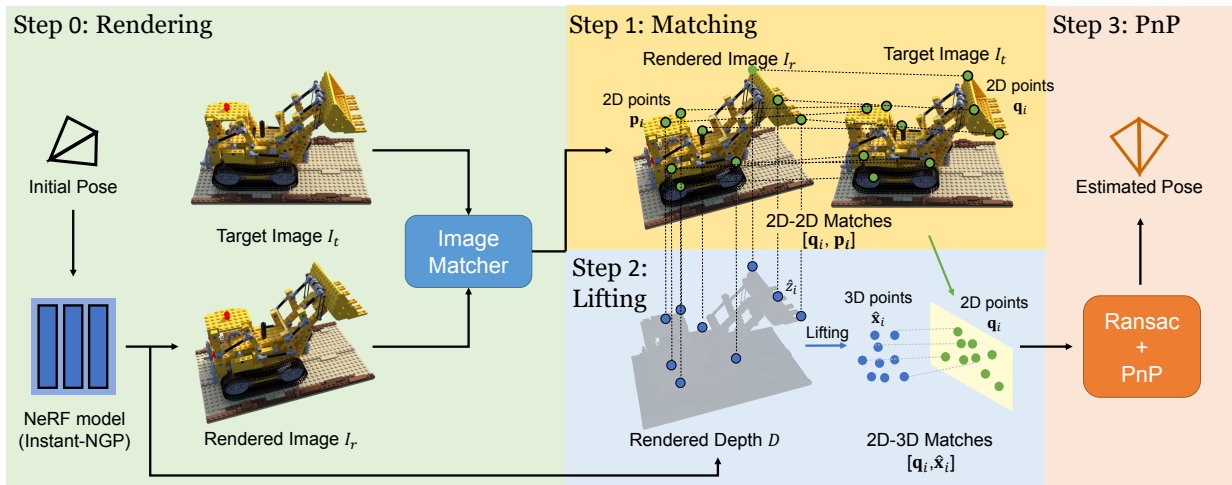 Step 0: Rendering
Initial Pose
NeRF model
(Instant-NGP)
Target Image I_t
Rendered Image I_r
Image
Matcher
Step 1: Matching
Rendered Image I_r
Target Image I_t
2D points
p_i
2D points
q_i
2D-2D Matches
[q_i, p_i]
Step 2:
Lifting
ẑ_i
Rendered Depth D
Lifting
3D points
x̂_i
2D points
q_i
2D-3D Matches
[q_i,x̂_i]
Step 3: PnP
Estimated Pose
Ransac
+
PnP